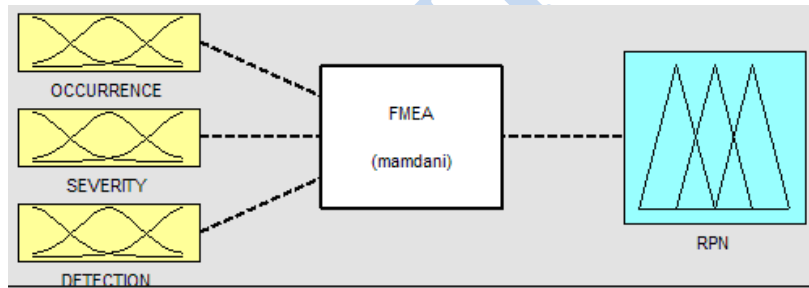 OCCURRENCE
SEVERITY
DETECTION
FMEA
(mamdani)
RPN